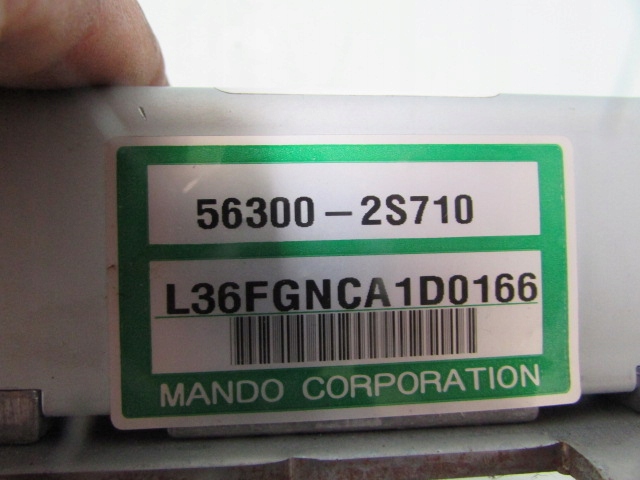 56300-2S710
L36FGNCA1D0166
MANDO CORPORATION